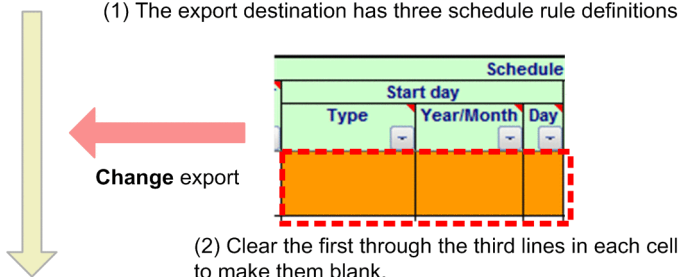 (1) The export destination has three schedule rule definitions
Schedule
Start day
Type Year/Month Day
Change export
(2) Clear the first through the third lines in each cell
to make them blank.